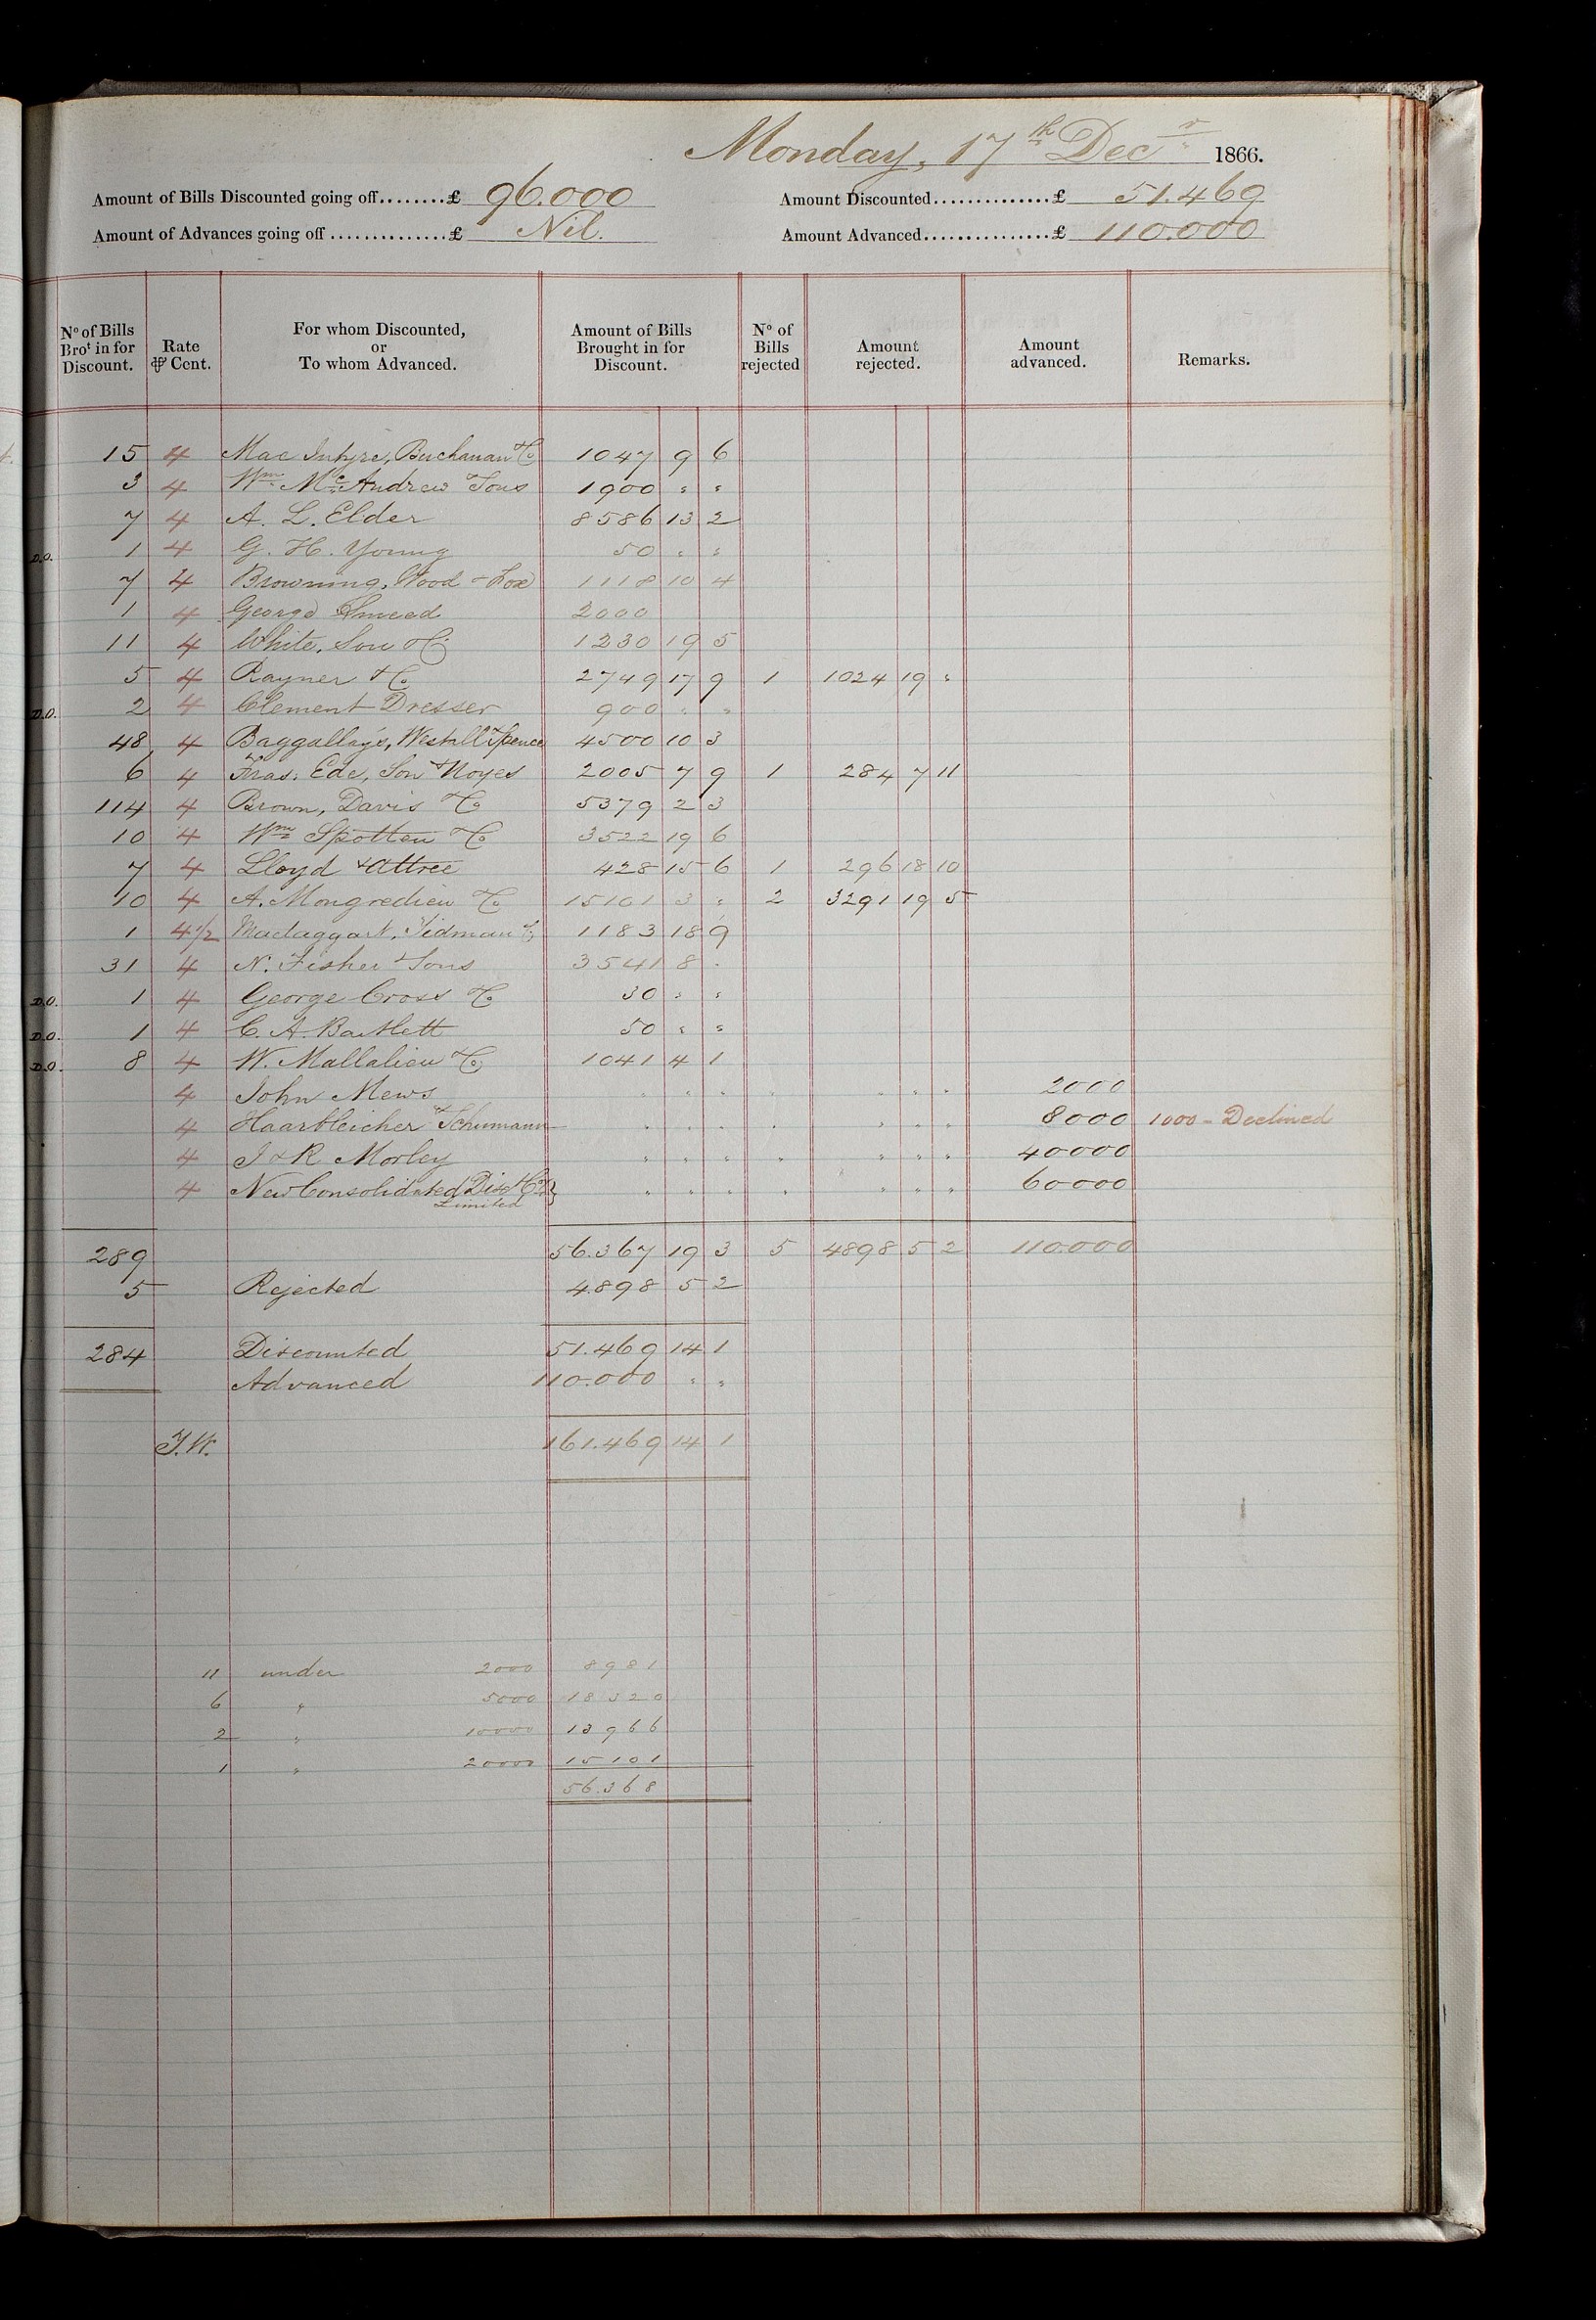 Monday, 17th Decr 1866.
Amount of Bills Discounted going off........£ 96.000 Amount Discounted...............£ 51.469
Amount of Advances going off...............£ Nil. Amount Advanced................£ 110.000
No of Bills Brot in for Discount. Rate ⅌ Cent. For whom Discounted, or To whom Advanced. Amount of Bills Brought in for Discount. No of Bills rejected Amount rejected. Amount advanced. Remarks.
15 4 Mac Intyre, Buchanan & Co 1047 9 6
3 4 Wm McAndrew & Sons 1900 " "
7 4 A. L. Elder 8586 13 2
D.O. 1 4 G. H. Young 50 " "
7 4 Browning, Wood & Fox 1118 10 4
1 4 George Smeed 2000
11 4 White, Son & Co 1230 19 5
5 4 Rayner & Co 2749 17 9 1 1024 19 "
D.O. 2 4 Clement Dresser 900 " "
48 4 Baggallays, Westall & Spence 4500 10 3
6 4 Fras. Ede, Son & Noyes 2005 7 9 1 284 7 11
114 4 Brown, Davis & Co 5379 2 3
10 4 Wm Spotten & Co 3522 19 6
7 4 Lloyd & Attree 428 15 6 1 296 18 10
10 4 A. Mongredien & Co 15101 3 " 2 3291 19 5
1 4 1/2 Mactaggart, Tidman & Co 1183 18 9
31 4 N. Fisher & Sons 3541 8 "
D.O. 1 4 George Cross & Co 30 " "
D.O. 1 4 C. A. Bartlett 50 " "
D.O. 8 4 W. Mallalieu & Co 1041 4 1
4 John Mews " " " " " " " 2000
4 Haarbleicher & Schumann " " " " " " " 8000 1000 - Declined
4 I & R Morley " " " " " " " 40000
4 New Consolidated Disct Co " " " " " " " 60000
Limited
289 56.367 19 3 5 4898 5 2 110.000
5 Rejected 4.898 5 2
284 Discounted 51.469 14 1
Advanced 110.000 " "
161.469 14 1
11 under 2000 8981
6 " 5000 18320
2 " 10000 13966
1 " 20000 15101
56.368